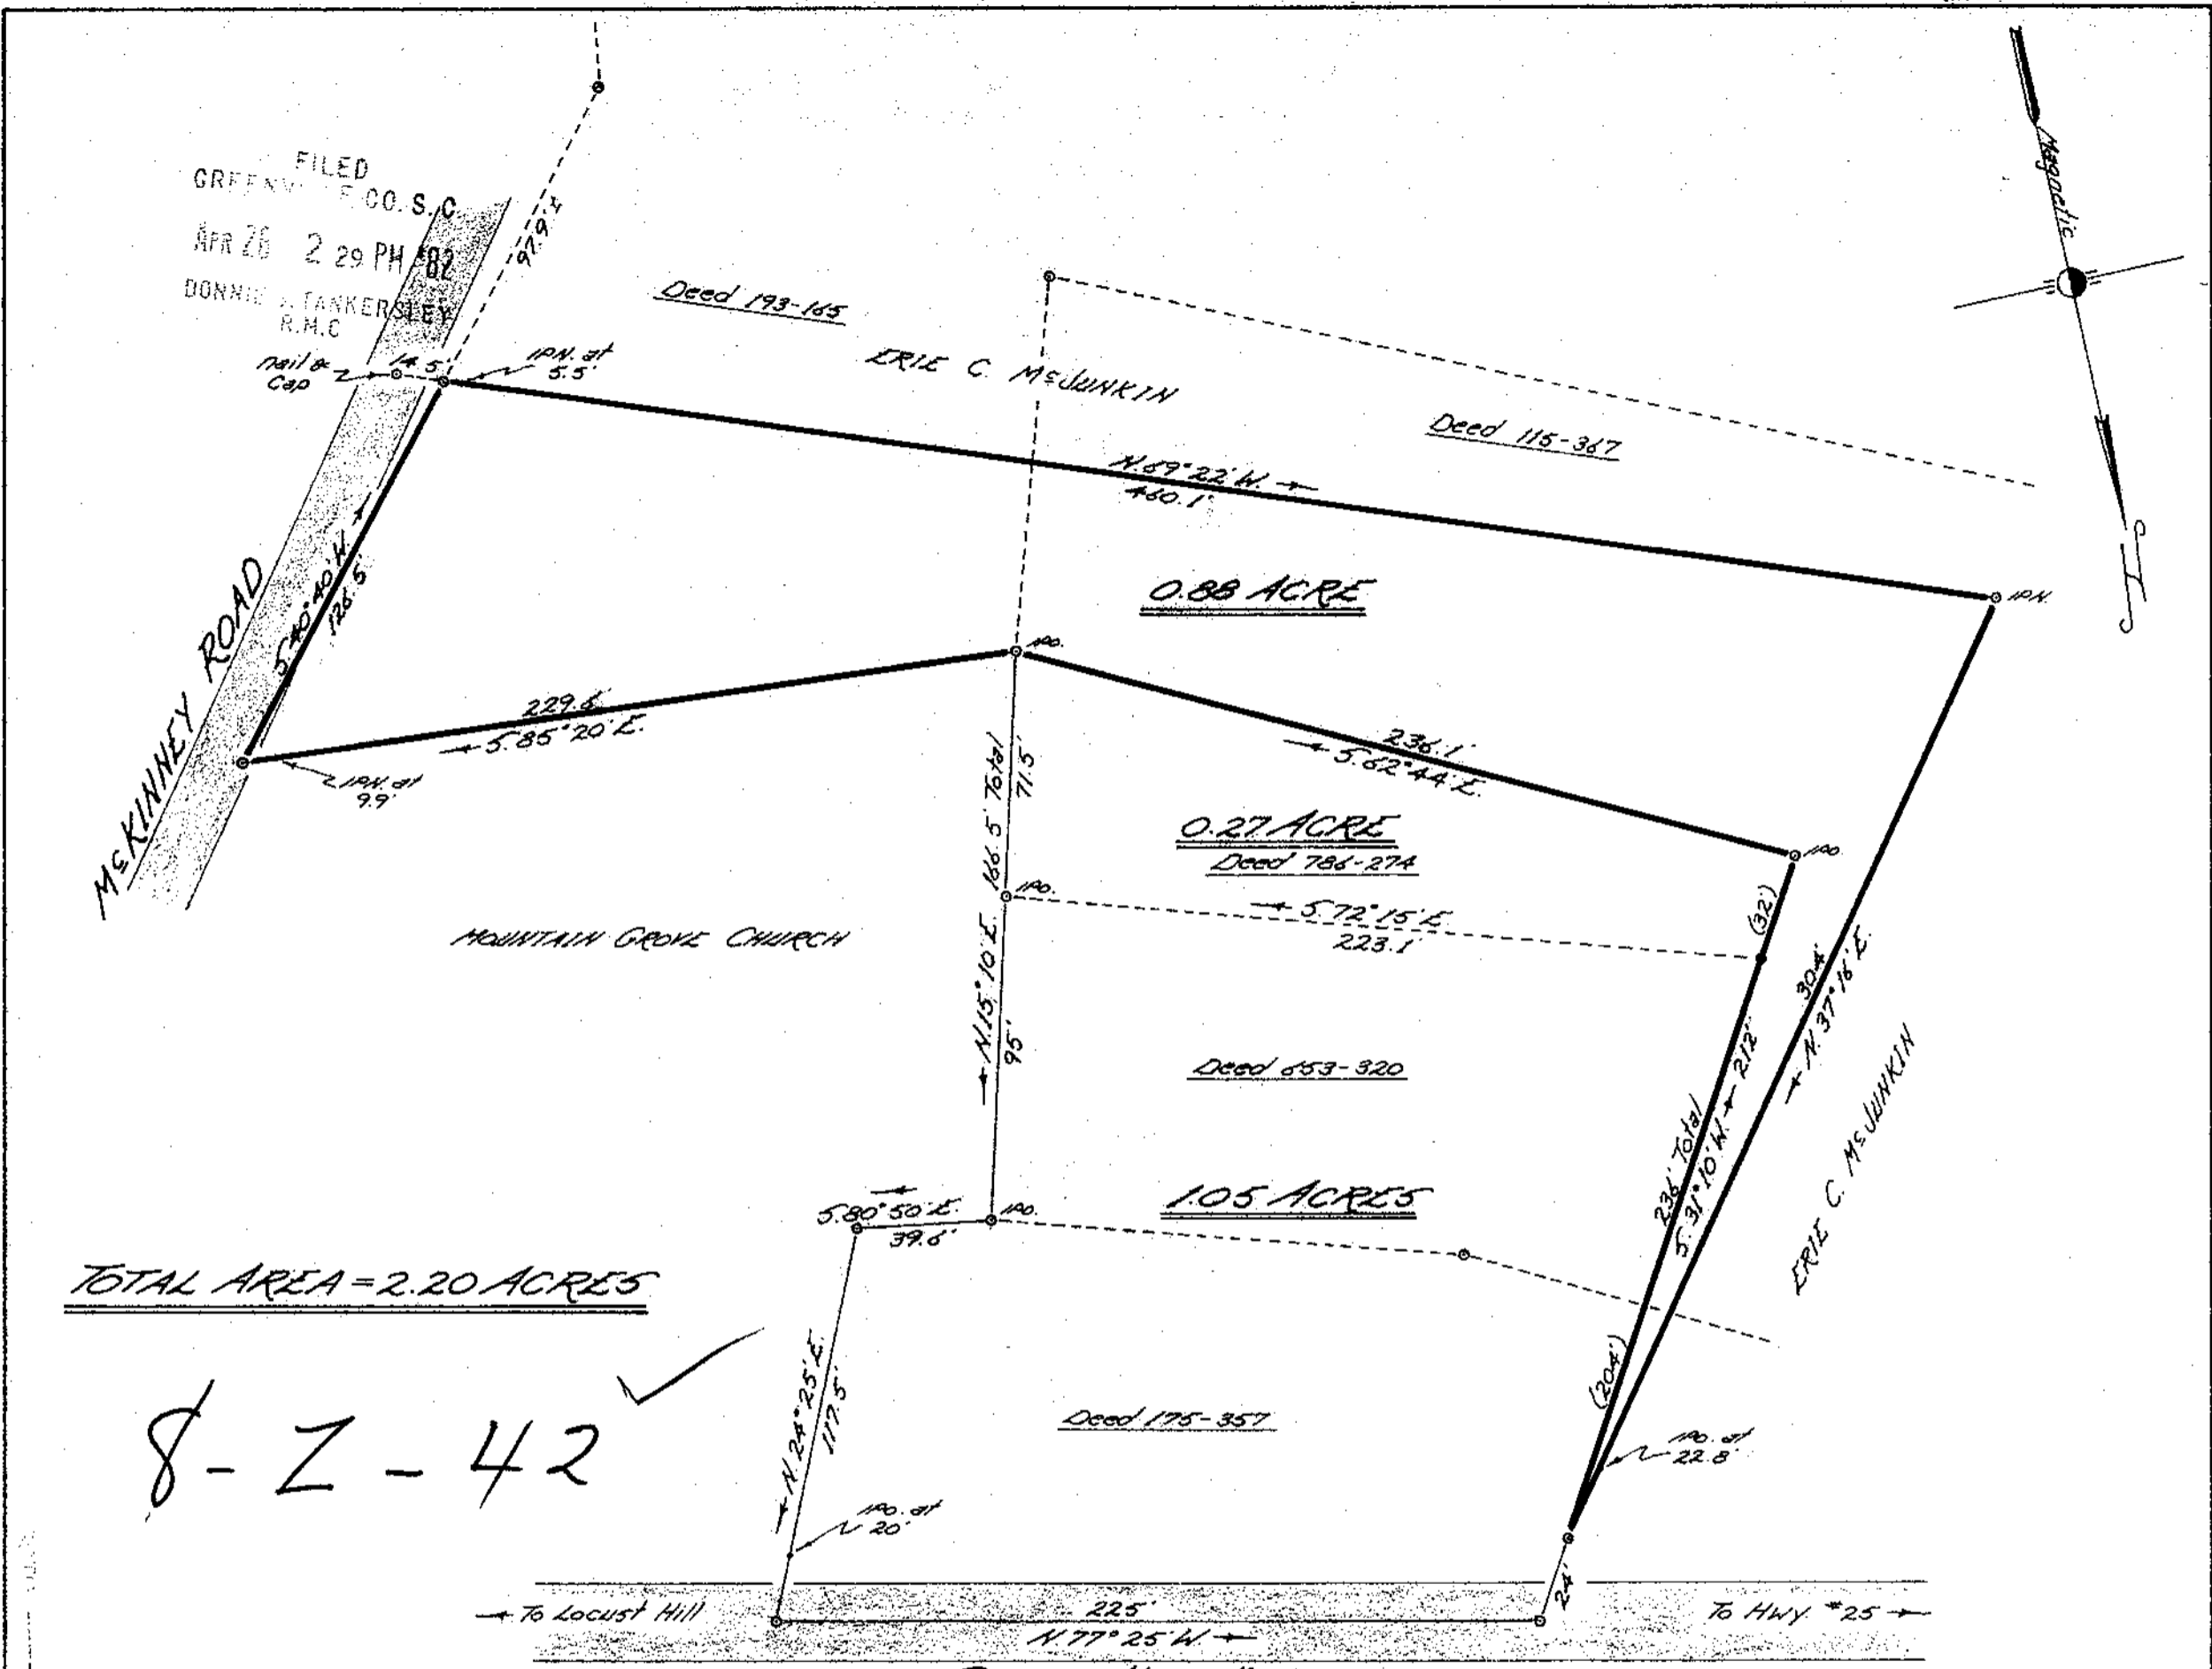 FILED
CO. S.C.
APR 26 2 29 PM '82
DONNIE S. TANKERSLEY
R.M.C
97.9'
Magnetic
Deed 193-165
nail &
Cap
14.5'
IPN. at
5.5'
ERIE C. McJUNKIN
Deed 115-367
N.69°22'W.
460.1'
0.88 ACRE
IPN.
McKINNEY ROAD
S.40°40'W.
126.5'
IPO.
229.6'
S.85°20'E.
IPN. at
9.9'
236.1'
S.62°44'E.
166.5' Total
71.5'
0.27 ACRE
Deed 786-274
IPO.
IPO.
S.72°15'E.
223.1'
(32')
MOUNTAIN GROVE CHURCH
N.15°10'E.
95'
304'
N.37°16'E.
Deed 653-320
212'
236' Total
S.31°10'W.
ERIE C. McJUNKIN
S.80°50'E.
39.6'
IPO.
1.05 ACRES
TOTAL AREA = 2.20 ACRES
N.24°25'E.
117.5'
(204')
8-Z-42
Deed 175-357
IPO. at
22.8'
IPO. at
20'
24'
To Locust Hill
225'
To HWY. #25
N.77°25'W.